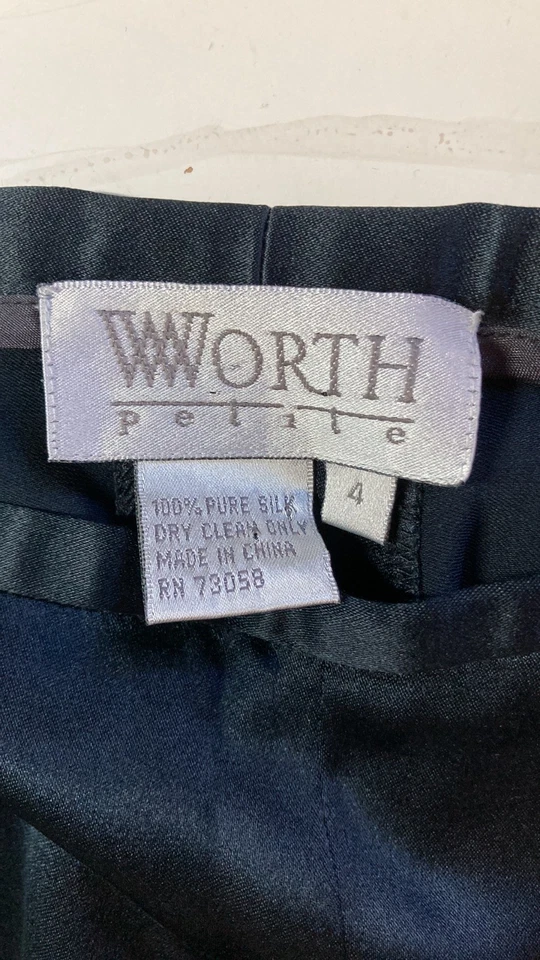 WORTH
petite
4
100% PURE SILK
DRY CLEAN ONLY
MADE IN CHINA
RN 73058